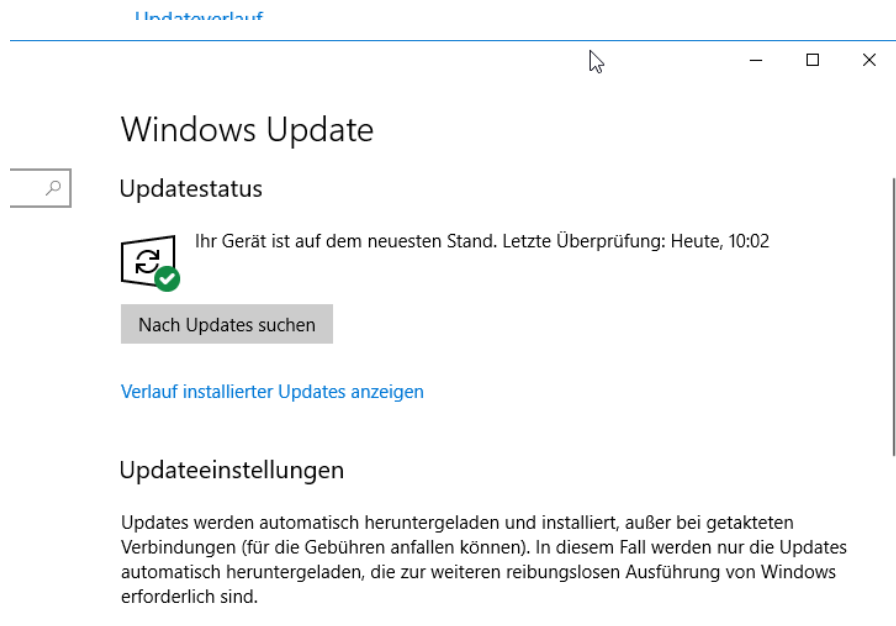 Updateverlauf
Windows Update
Updatestatus
Ihr Gerät ist auf dem neuesten Stand. Letzte Überprüfung: Heute, 10:02
Nach Updates suchen
Verlauf installierter Updates anzeigen
Updateeinstellungen
Updates werden automatisch heruntergeladen und installiert, außer bei getakteten
Verbindungen (für die Gebühren anfallen können). In diesem Fall werden nur die Updates
automatisch heruntergeladen, die zur weiteren reibungslosen Ausführung von Windows
erforderlich sind.